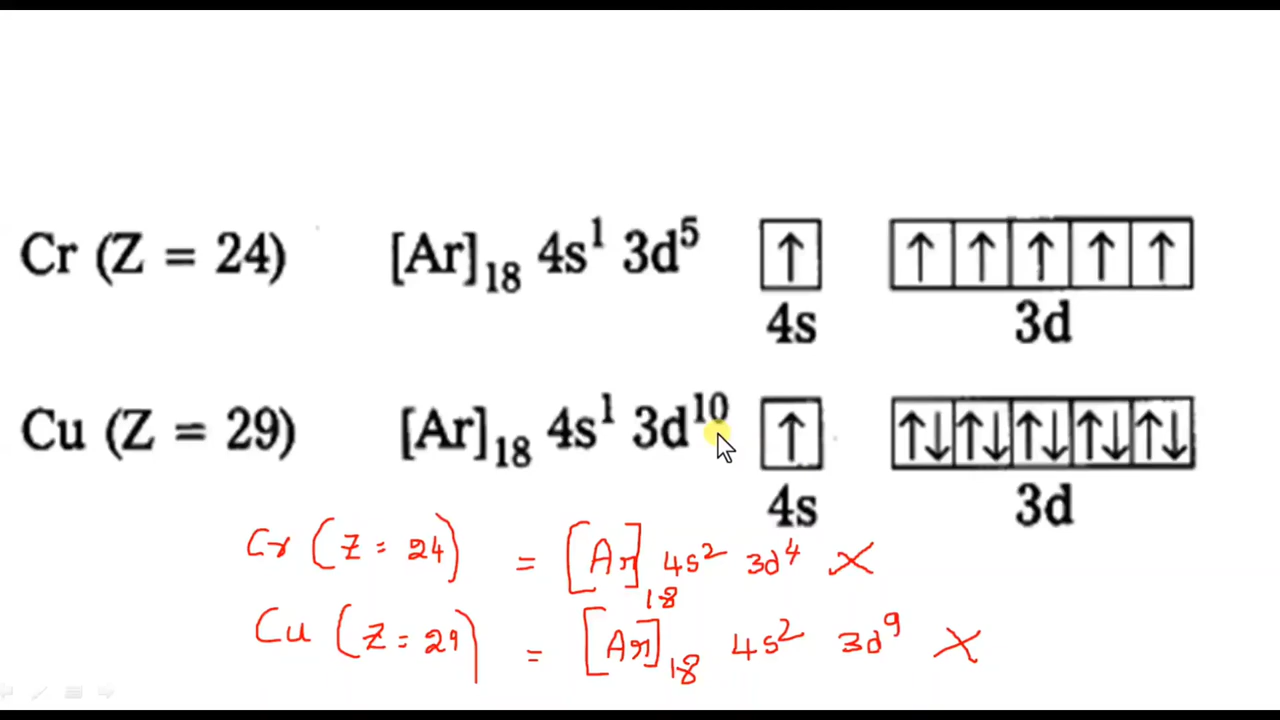 Cr (Z = 24) [Ar]₁₈ 4s¹ 3d⁵ ↑ ↑ ↑ ↑ ↑ ↑
4s 3d
Cu (Z = 29) [Ar]₁₈ 4s¹ 3d¹⁰ ↑ ↑↓ ↑↓ ↑↓ ↑↓ ↑↓
4s 3d
Cr (Z = 24) = [Ar]₁₈ 4s² 3d⁴ X
Cu (Z = 29) = [Ar]₁₈ 4s² 3d⁹ X